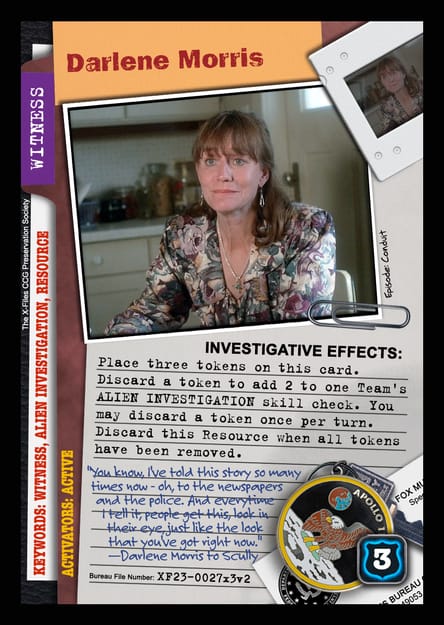 Darlene Morris
WITNESS
The X-Files CCG Preservation Society
KEYWORDS: WITNESS, ALIEN INVESTIGATION, RESOURCE
ACTIVATORS: ACTIVE
Episode: Conduit
INVESTIGATIVE EFFECTS:
Place three tokens on this card.
Discard a token to add 2 to one Team's
ALIEN INVESTIGATION skill check. You
may discard a token once per turn.
Discard this Resource when all tokens
have been removed.
"You know, I've told this story so many
times now - oh, to the newspapers
and the police. And everytime
I tell it, people get this, look in
their eye, just like the look
that you've got right now."
—Darlene Morris to Scully
Bureau File Number: XF23-0027x3v2
APOLLO
FOX MU
Spe
3
S BUREAU
49053